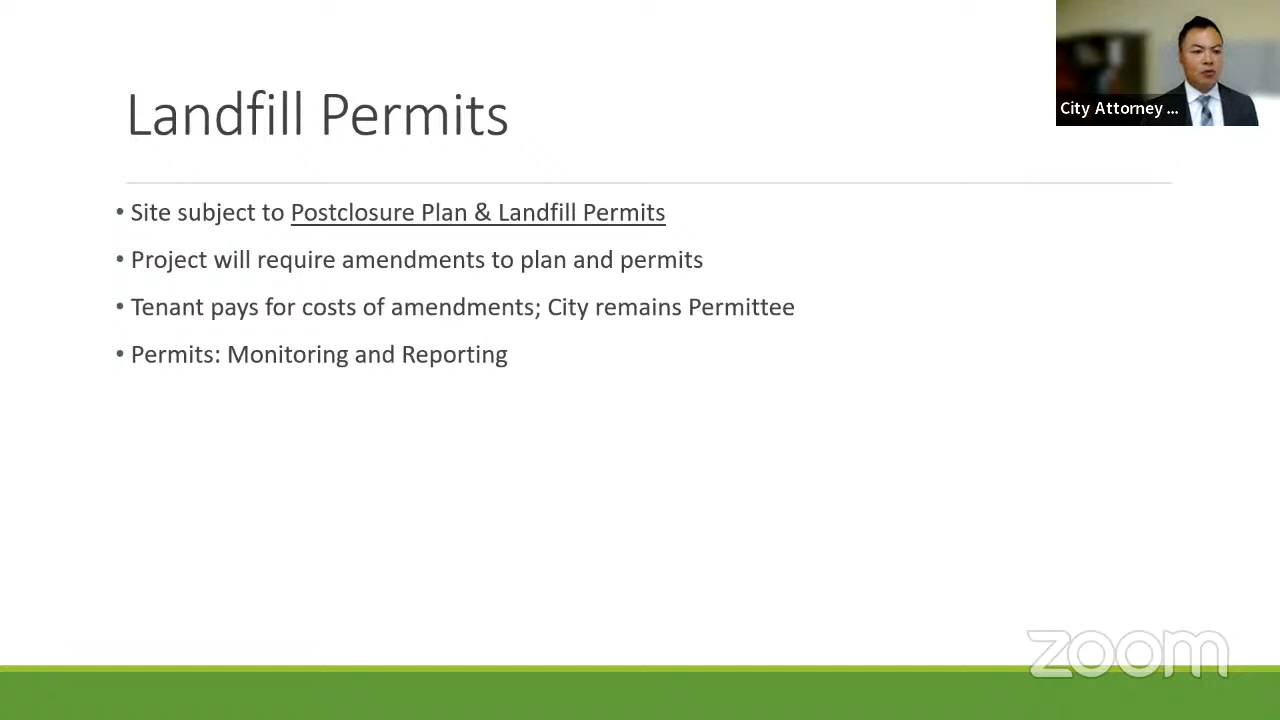 City Attorney ...
Landfill Permits
• Site subject to Postclosure Plan & Landfill Permits
• Project will require amendments to plan and permits
• Tenant pays for costs of amendments; City remains Permittee
• Permits: Monitoring and Reporting
zoom